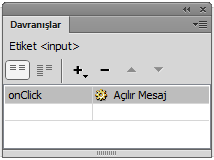 Davranışlar
Etiket <input>
onClick Açılır Mesaj